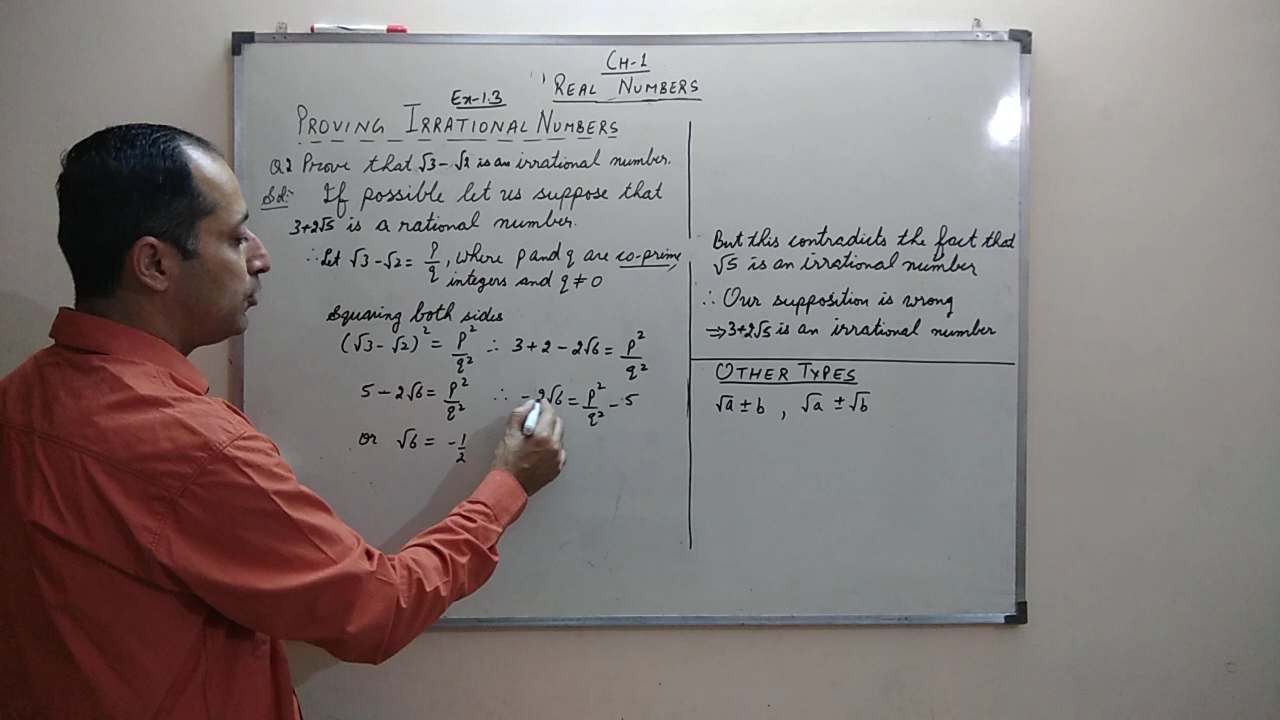 CH-1
REAL NUMBERS
Ex-1.3
PROVING IRRATIONAL NUMBERS
Q2 Prove that √3 - √2 is an irrational number.
Sol:- If possible let us suppose that
3+2√5 is a rational number.
∴ Let √3 - √2 = p/q, where p and q are co-prime
integers and q ≠ 0
Squaring both sides
(√3 - √2)² = p²/q² ∴ 3 + 2 - 2√6 = p²/q²
5 - 2√6 = p²/q² ∴ -2√6 = p²/q² - 5
or √6 = -1/2
But this contradicts the fact that
√5 is an irrational number
∴ Our supposition is wrong
⇒ 3+2√5 is an irrational number
OTHER TYPES
√a ± b , √a ± √b